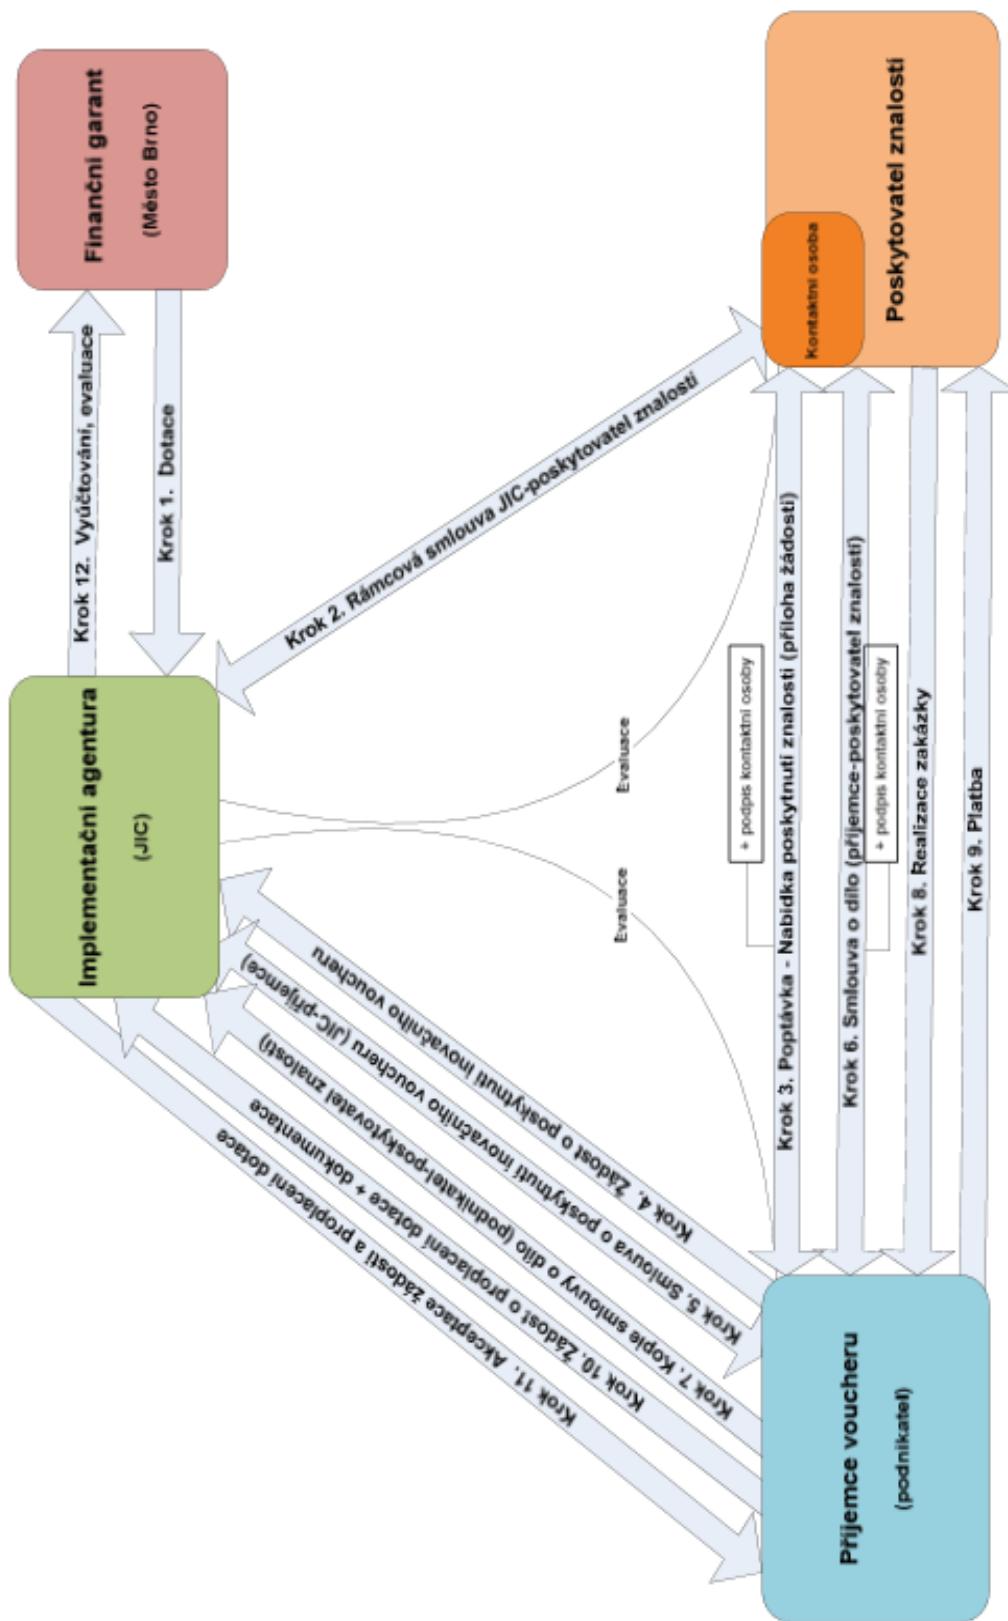 Finanční garant
(Město Brno)
Krok 12.  Vyúčtování, evaluace
Krok 1.  Dotace
Implementační agentura
(JIC)
Krok 2. Rámcová smlouva JIC-poskytovatel znalostí
Evaluace
Evaluace
Krok 4. Žádost o poskytnutí inovačního voucheru
Krok 5. Smlouva o poskytnutí inovačního voucheru (JIC-příjemce)
Krok 7. Kopie smlouvy o dílo (podnikatel-poskytovatel znalostí)
Krok 10. Žádost o proplacení dotace + dokumentace
Krok 11. Akceptace žádosti a proplacení dotace
Poskytovatel znalostí
Kontaktní osoba
Krok 3. Poptávka - Nabídka poskytnutí znalostí (příloha žádosti)
+ podpis kontaktní osoby
Krok 6. Smlouva o dílo (příjemce-poskytovatel znalostí)
+ podpis kontaktní osoby
Krok 8. Realizace zakázky
Krok 9. Platba
Příjemce voucheru
(podnikatel)